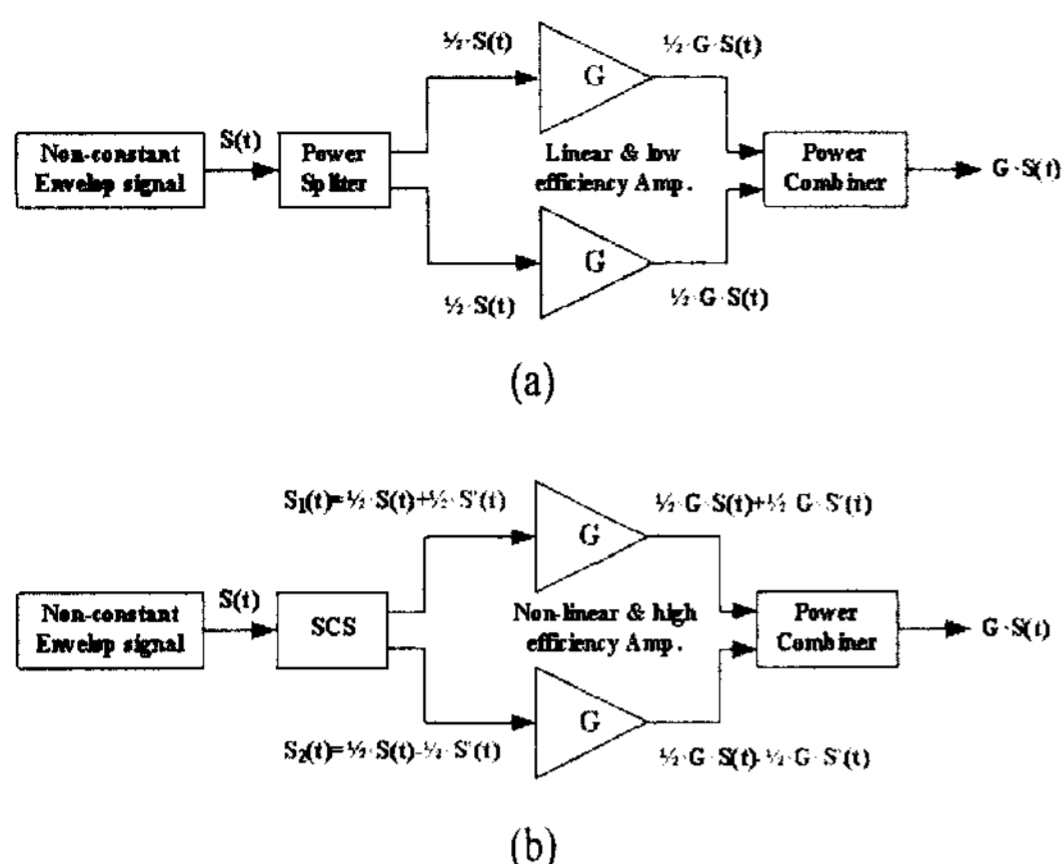 ½·S(t)
½·G·S(t)
G
Non-constant
Envelop signal
S(t)
Power
Spliter
Linear & low
efficiency Amp.
Power
Combiner
G·S(t)
G
½·S(t)
½·G·S(t)
(a)
S₁(t)=½·S(t)+½·S'(t)
½·G·S(t)+½ G·S'(t)
G
Non-constant
Envelop signal
S(t)
SCS
Non-linear & high
efficiency Amp.
Power
Combiner
G·S(t)
G
S₂(t)=½·S(t)-½·S'(t)
½·G·S(t)-½·G·S'(t)
(b)